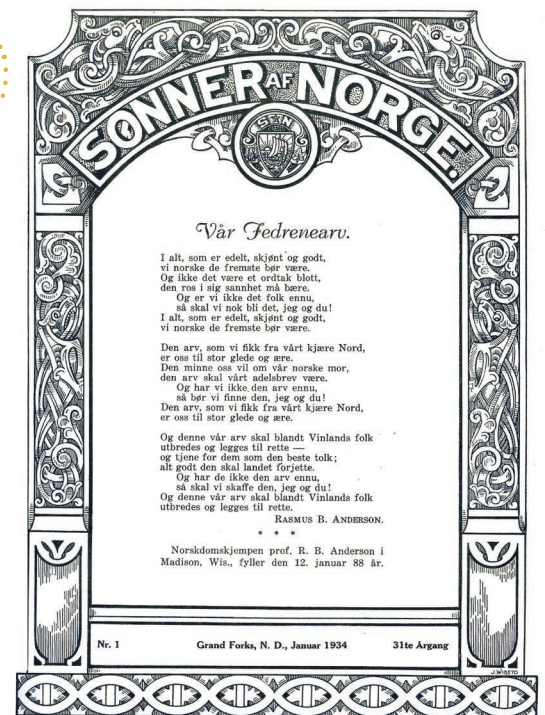 SØNNER AF NORGE.
S&N
Vår Fedrenearv.
I alt, som er edelt, skjønt og godt,
vi norske de fremste bør være.
Og ikke det være et ordtak blott,
den ros i sig sannhet må bære.
Og er vi ikke det folk ennu,
så skal vi nok bli det, jeg og du!
I alt, som er edelt, skjønt og godt,
vi norske de fremste bør være.
Den arv, som vi fikk fra vårt kjære Nord,
er oss til stor glede og ære.
Den minne oss vil om vår norske mor,
den arv skal vårt adelsbrev være.
Og har vi ikke den arv ennu,
så bør vi finne den, jeg og du!
Den arv, som vi fikk fra vårt kjære Nord,
er oss til stor glede og ære.
Og denne vår arv skal blandt Vinlands folk
utbredes og legges til rette —
og tjene for dem som den beste tolk;
alt godt den skal landet forjette.
Og har de ikke den arv ennu,
så skal vi skaffe den, jeg og du!
Og denne vår arv skal blandt Vinlands folk
utbredes og legges til rette.
RASMUS B. ANDERSON.
* * *
Norskdomskjempen prof. R. B. Anderson i
Madison, Wis., fyller den 12. januar 88 år.
Nr. 1 Grand Forks, N. D., Januar 1934 31te Årgang
J. WIBETO